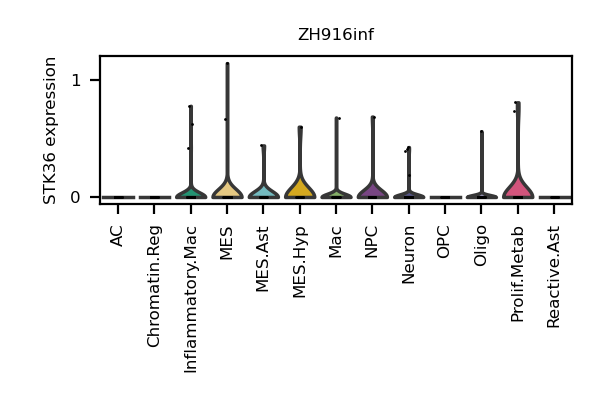 ZH916inf
STK36 expression
1
0
AC
Chromatin.Reg
Inflammatory.Mac
MES
MES.Ast
MES.Hyp
Mac
NPC
Neuron
OPC
Oligo
Prolif.Metab
Reactive.Ast